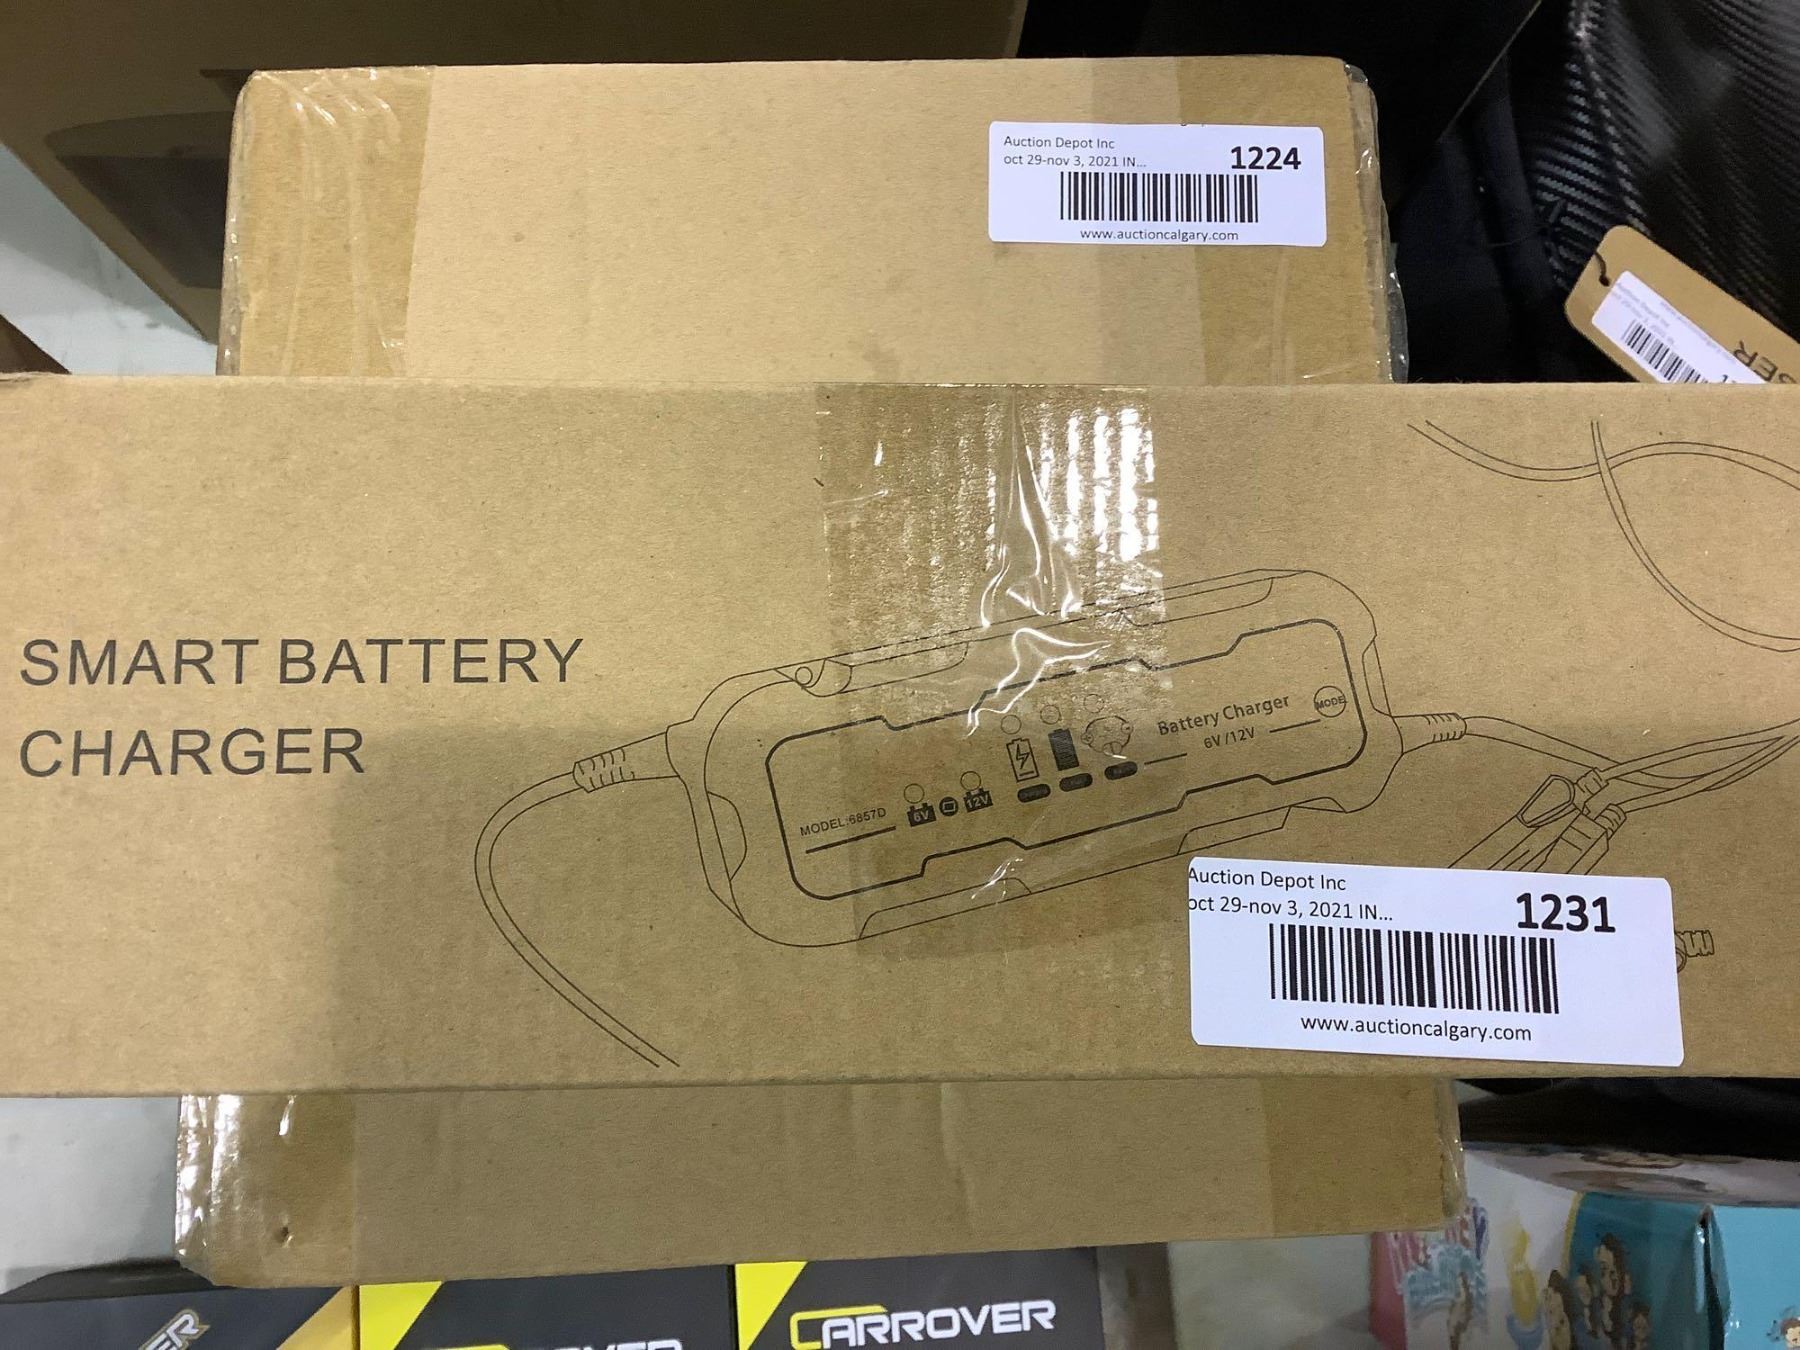 Auction Depot Inc
oct 29-nov 3, 2021 IN...
1224
www.auctioncalgary.com
SER
SMART BATTERY
CHARGER
MODEL:6857D
6V
12V
Battery Charger
6V/12V
MODE
Auction Depot Inc
oct 29-nov 3, 2021 IN...
1231
www.auctioncalgary.com
ER
CARROVER